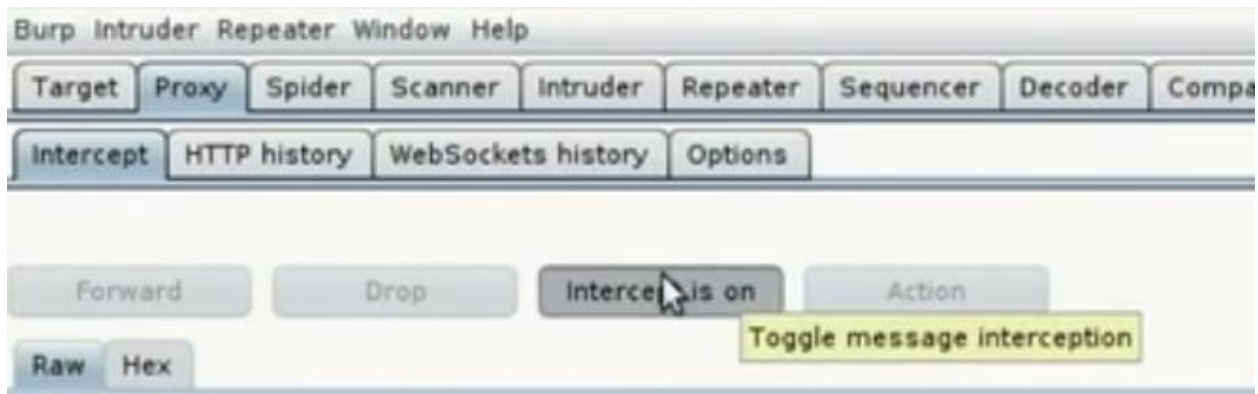 Burp Intruder Repeater Window Help
Target Proxy Spider Scanner Intruder Repeater Sequencer Decoder Compa
Intercept HTTP history WebSockets history Options
Forward Drop Intercept is on Action
Toggle message interception
Raw Hex